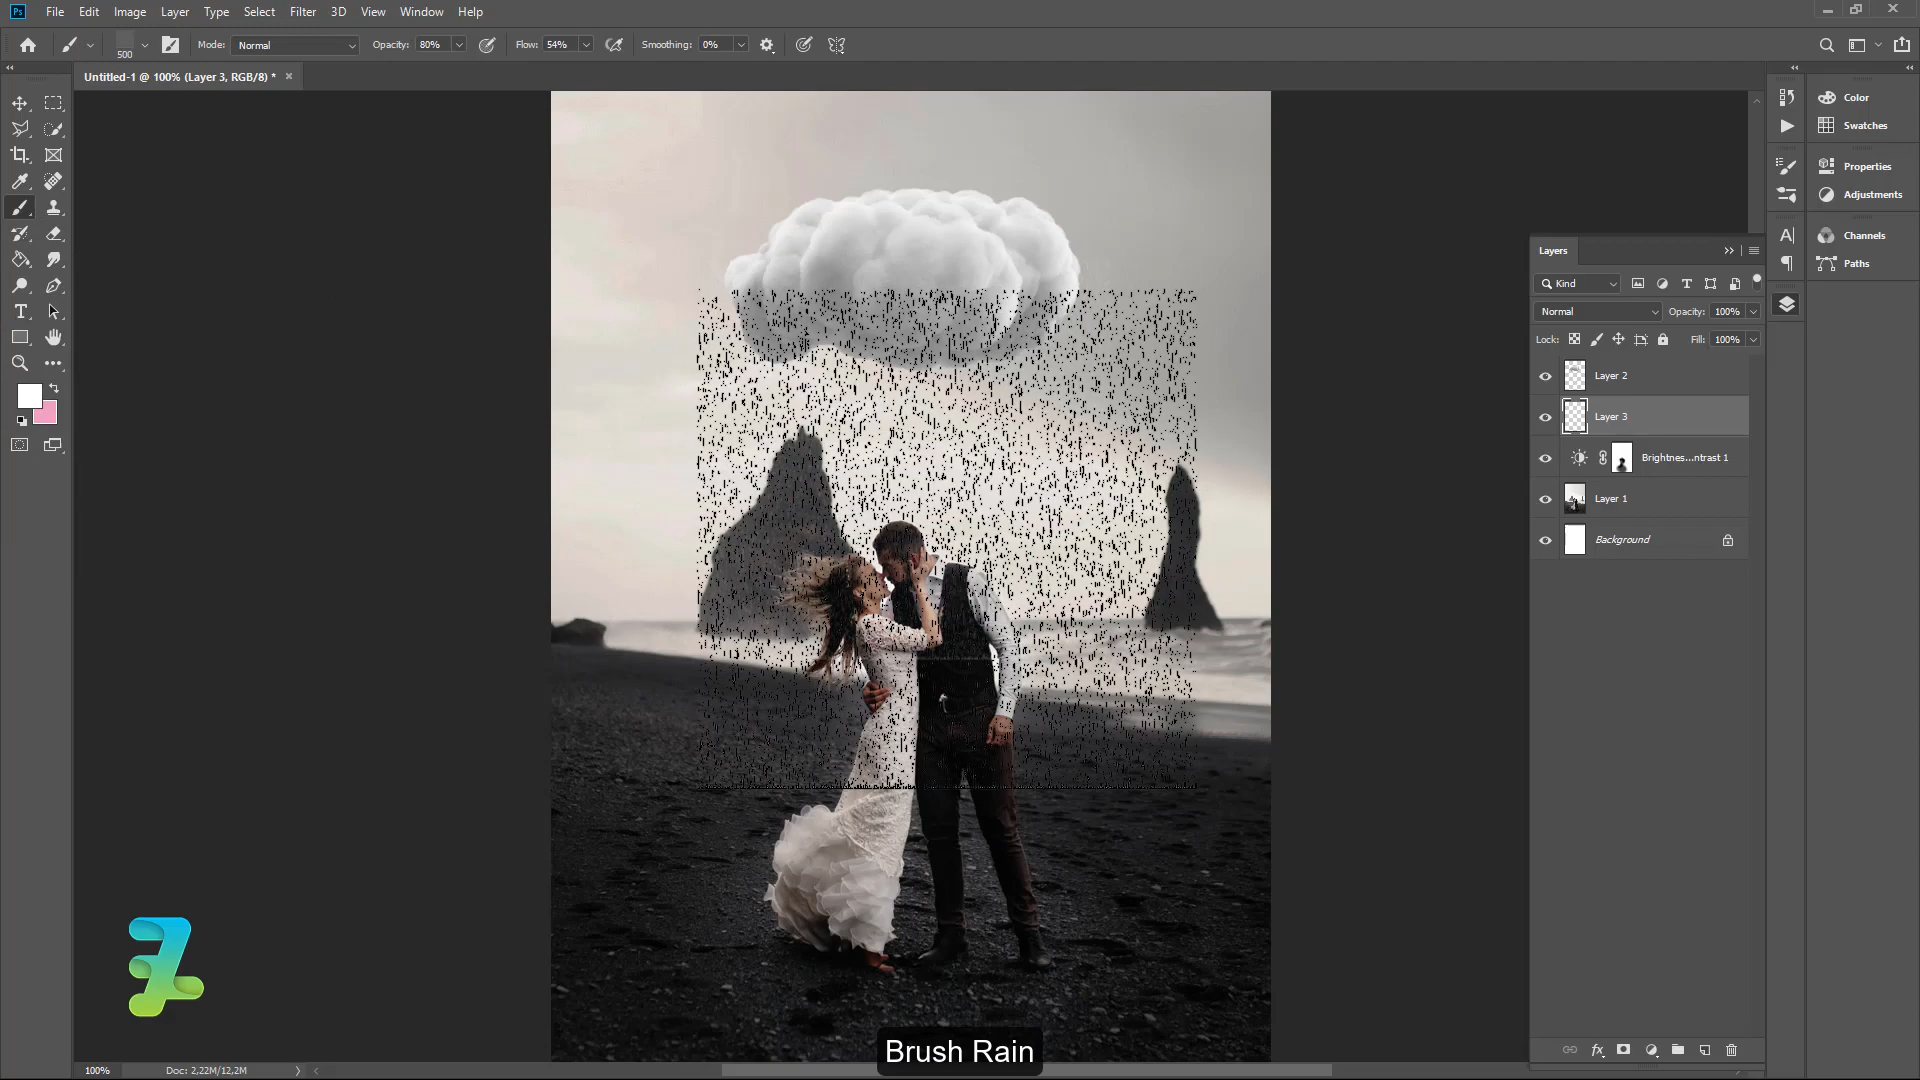 Ps File Edit Image Layer Type Select Filter 3D View Window Help
500 Mode: Normal Opacity: 80% Flow: 54% Smoothing: 0%
Untitled-1 @ 100% (Layer 3, RGB/8) *
Color
Swatches
Properties
Adjustments
Channels
Paths
Layers
Kind
Normal Opacity: 100%
Lock: Fill: 100%
Layer 2
Layer 3
Brightnes...ntrast 1
Layer 1
Background
Brush Rain
100% Doc: 2,22M/12,2M